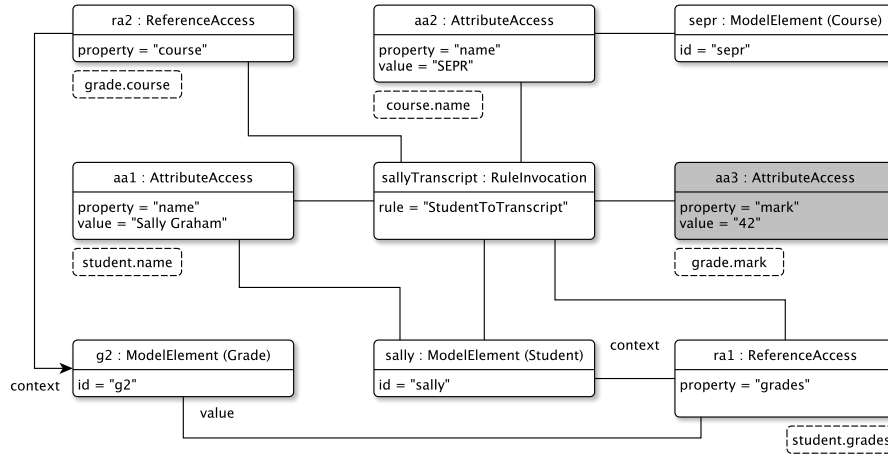 ra2 : ReferenceAccess
property = "course"
grade.course
aa2 : AttributeAccess
property = "name"
value = "SEPR"
course.name
sepr : ModelElement (Course)
id = "sepr"
aa1 : AttributeAccess
property = "name"
value = "Sally Graham"
student.name
sallyTranscript : RuleInvocation
rule = "StudentToTranscript"
aa3 : AttributeAccess
property = "mark"
value = "42"
grade.mark
g2 : ModelElement (Grade)
id = "g2"
context
value
sally : ModelElement (Student)
id = "sally"
context
ra1 : ReferenceAccess
property = "grades"
student.grades